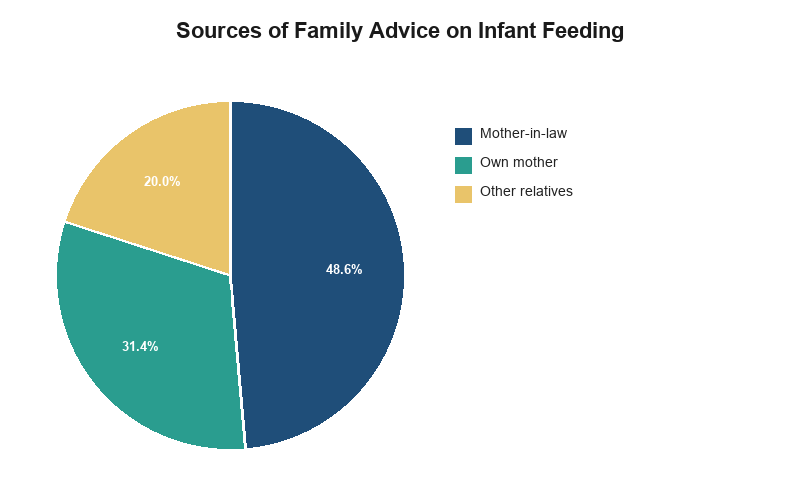 Sources of Family Advice on Infant Feeding
Mother-in-law
Own mother
Other relatives
20.0%
48.6%
31.4%